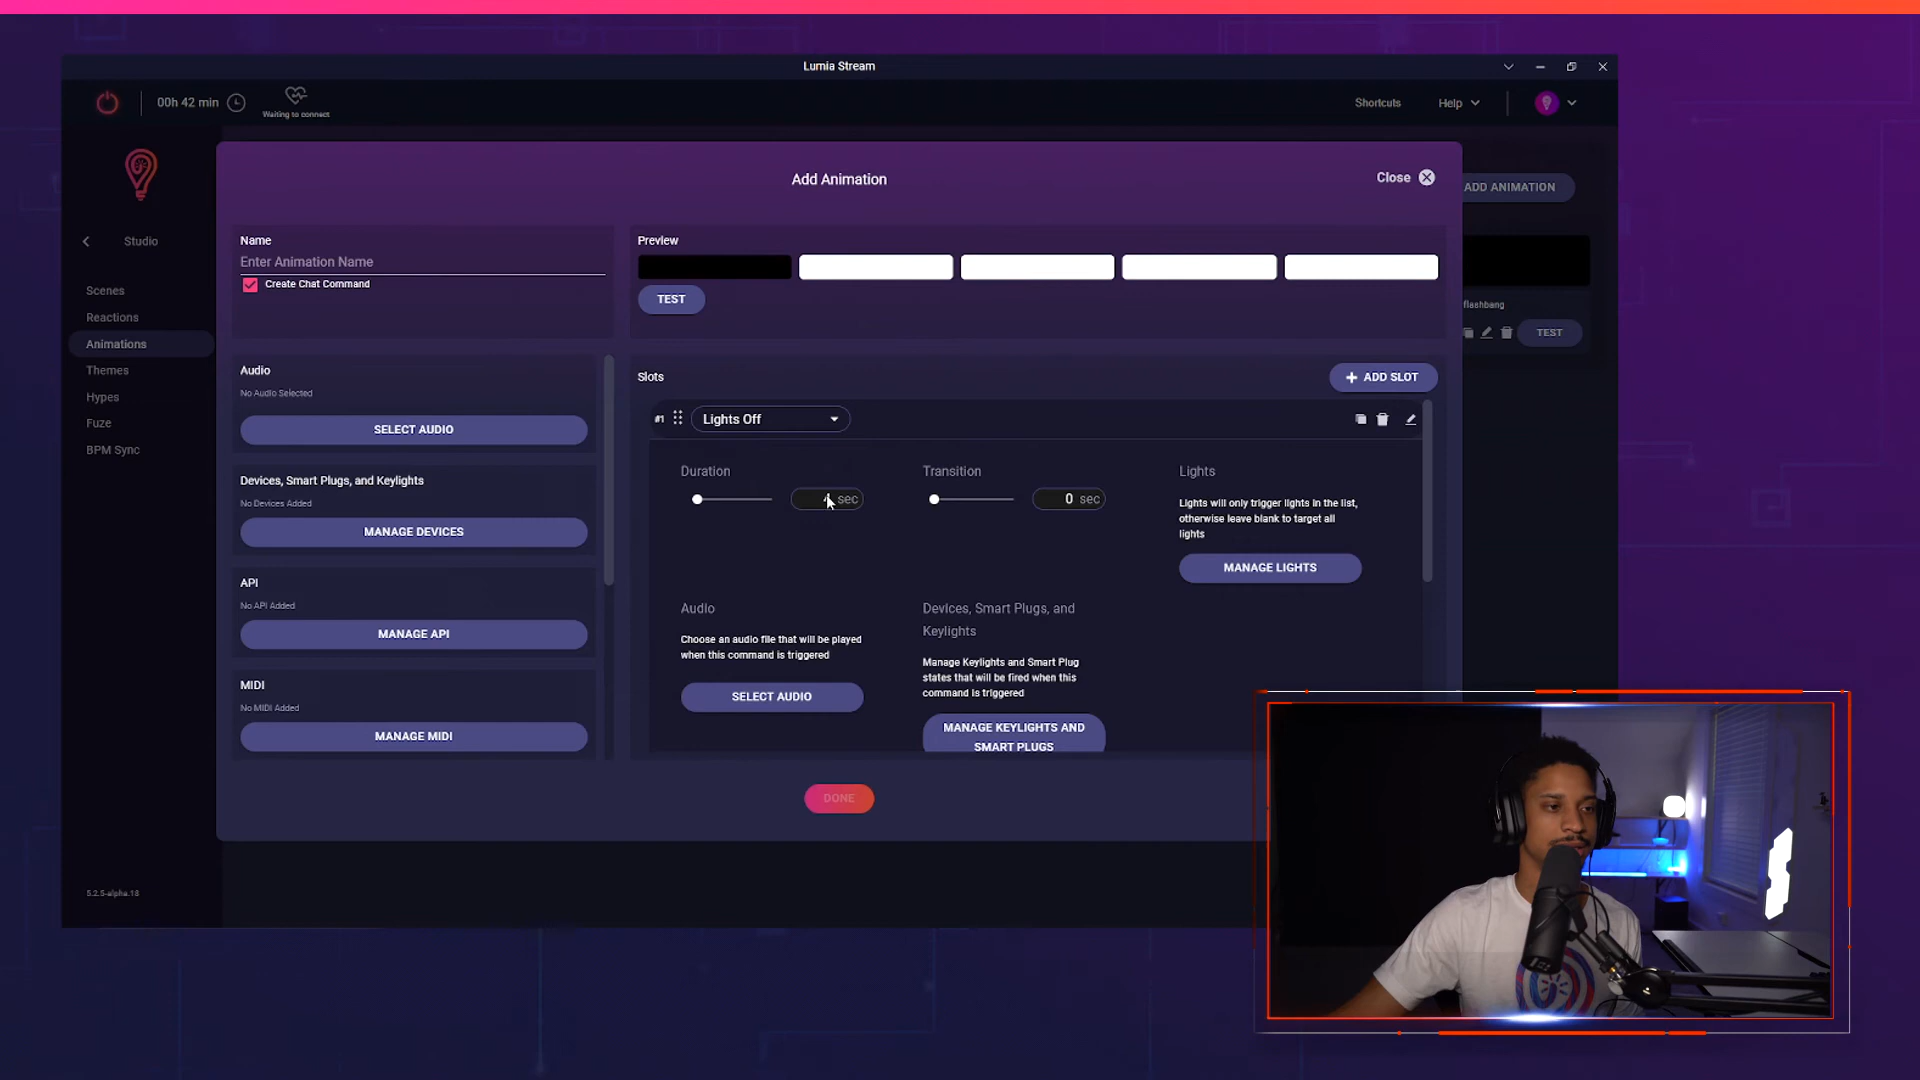 Lumia Stream
00h 42 min
Waiting to connect
Shortcuts
Help
Add Animation
Close
ADD ANIMATION
Studio
Scenes
Reactions
Animations
Themes
Hypes
Fuze
BPM Sync
5.2.5-alpha.18
Name
Enter Animation Name
Create Chat Command
Preview
TEST
flashbang
TEST
Audio
No Audio Selected
SELECT AUDIO
Devices, Smart Plugs, and Keylights
No Devices Added
MANAGE DEVICES
API
No API Added
MANAGE API
MIDI
No MIDI Added
MANAGE MIDI
Slots
+ ADD SLOT
#1
Lights Off
Duration
sec
Transition
0 sec
Lights
Lights will only trigger lights in the list,
otherwise leave blank to target all
lights
MANAGE LIGHTS
Audio
Choose an audio file that will be played
when this command is triggered
SELECT AUDIO
Devices, Smart Plugs, and
Keylights
Manage Keylights and Smart Plug
states that will be fired when this
command is triggered
MANAGE KEYLIGHTS AND
SMART PLUGS
DONE